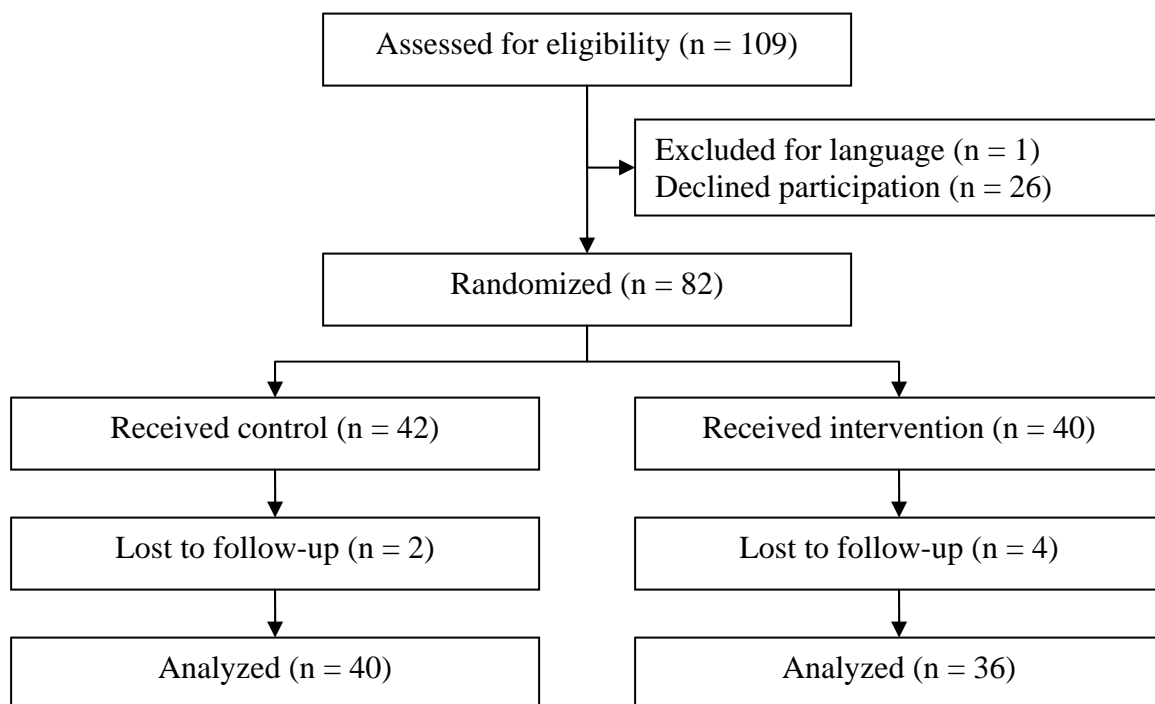 Assessed for eligibility (n = 109)
Excluded for language (n = 1)
Declined participation (n = 26)
Randomized (n = 82)
Received control (n = 42)
Received intervention (n = 40)
Lost to follow-up (n = 2)
Lost to follow-up (n = 4)
Analyzed (n = 40)
Analyzed (n = 36)